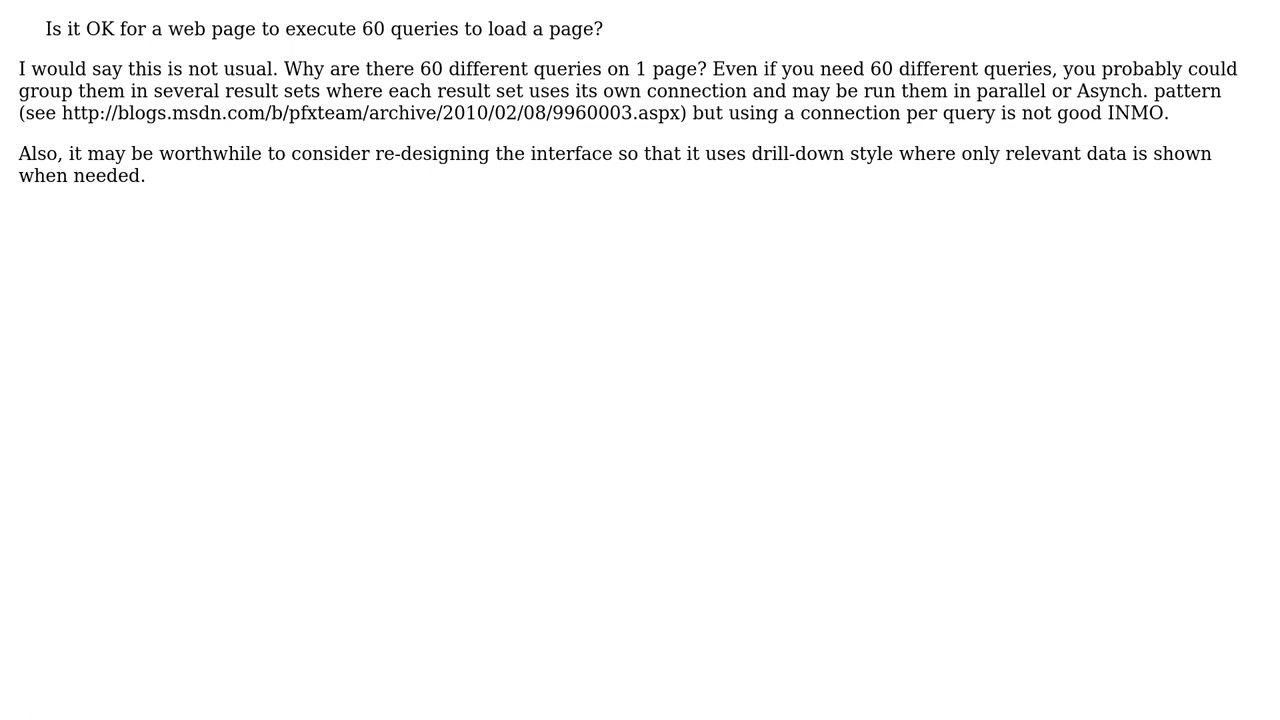 Is it OK for a web page to execute 60 queries to load a page?
I would say this is not usual. Why are there 60 different queries on 1 page? Even if you need 60 different queries, you probably could
group them in several result sets where each result set uses its own connection and may be run them in parallel or Asynch. pattern
(see http://blogs.msdn.com/b/pfxteam/archive/2010/02/08/9960003.aspx) but using a connection per query is not good INMO.
Also, it may be worthwhile to consider re-designing the interface so that it uses drill-down style where only relevant data is shown
when needed.